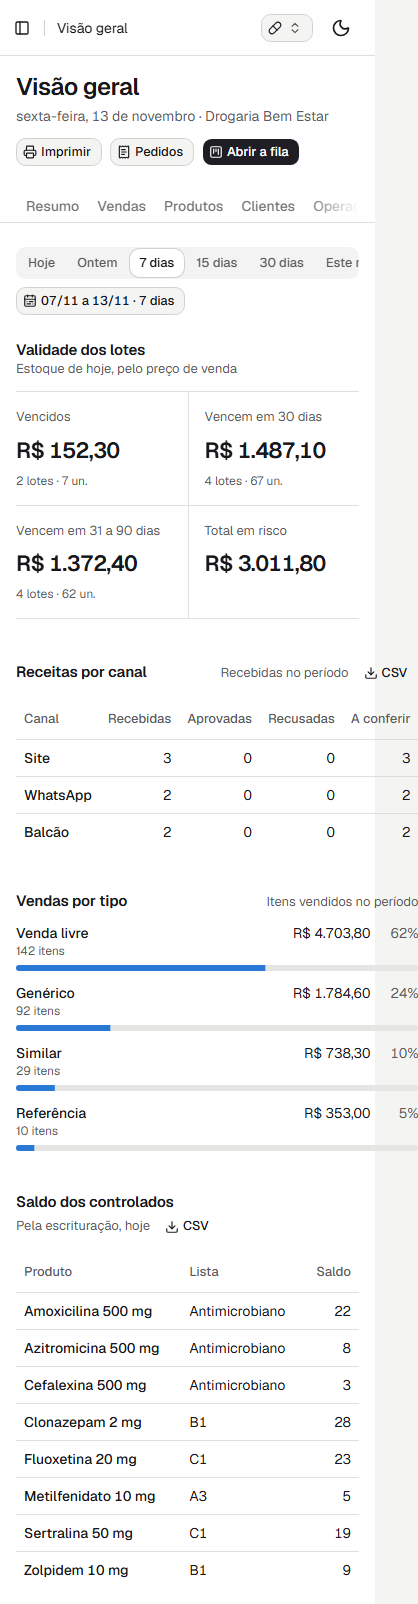 Visão geral
Visão geral
sexta-feira, 13 de novembro · Drogaria Bem Estar
Imprimir Pedidos Abrir a fila
Resumo Vendas Produtos Clientes Operac
Hoje Ontem 7 dias 15 dias 30 dias Este
07/11 a 13/11 · 7 dias
Validade dos lotes
Estoque de hoje, pelo preço de venda
Vencidos Vencem em 30 dias
R$ 152,30 R$ 1.487,10
2 lotes · 7 un. 4 lotes · 67 un.
Vencem em 31 a 90 dias Total em risco
R$ 1.372,40 R$ 3.011,80
4 lotes · 62 un.
Receitas por canal Recebidas no período CSV
Canal Recebidas Aprovadas Recusadas A conferir
Site 3 0 0 3
WhatsApp 2 0 0 2
Balcão 2 0 0 2
Vendas por tipo Itens vendidos no período
Venda livre R$ 4.703,80 62%
142 itens
Genérico R$ 1.784,60 24%
92 itens
Similar R$ 738,30 10%
29 itens
Referência R$ 353,00 5%
10 itens
Saldo dos controlados
Pela escrituração, hoje CSV
Produto Lista Saldo
Amoxicilina 500 mg Antimicrobiano 22
Azitromicina 500 mg Antimicrobiano 8
Cefalexina 500 mg Antimicrobiano 3
Clonazepam 2 mg B1 28
Fluoxetina 20 mg C1 23
Metilfenidato 10 mg A3 5
Sertralina 50 mg C1 19
Zolpidem 10 mg B1 9